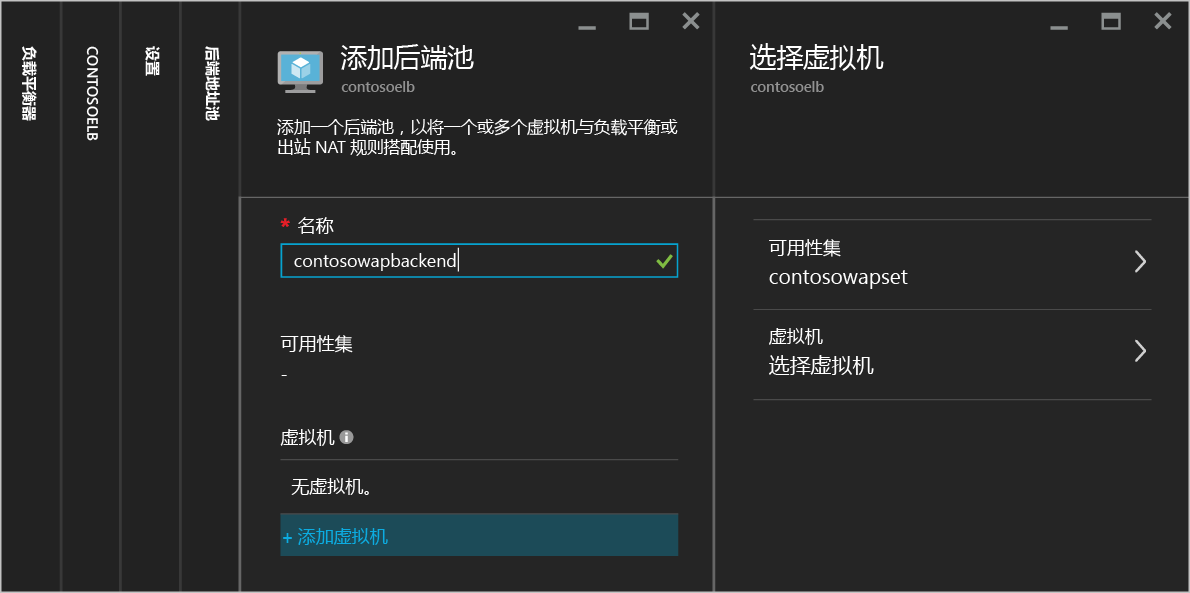 负载平衡器
CONTOSOELB
设置
后端地址池
添加后端池
contosoelb
添加一个后端池，以将一个或多个虚拟机与负载平衡或
出站 NAT 规则搭配使用。
* 名称
contosowapbackend
可用性集
-
虚拟机
无虚拟机。
+ 添加虚拟机
选择虚拟机
contosoelb
可用性集
contosowapset
虚拟机
选择虚拟机